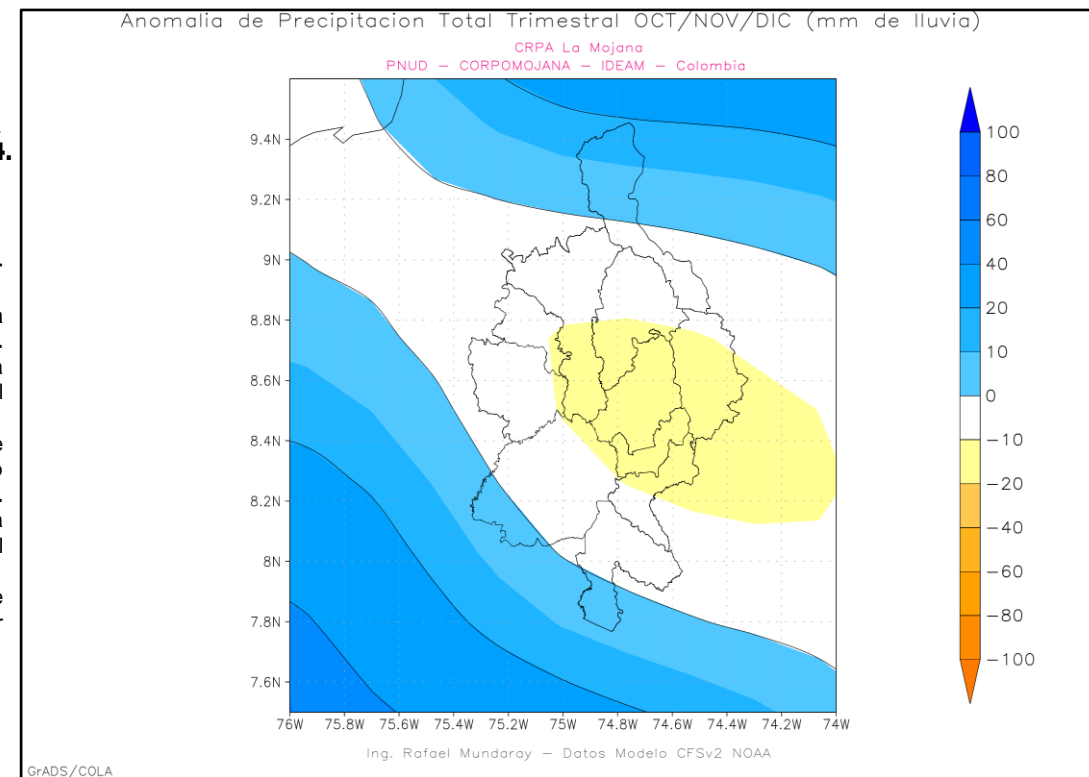 Anomalia de Precipitacion Total Trimestral OCT/NOV/DIC (mm de lluvia)
CRPA La Mojana
PNUD – CORPOMOJANA – IDEAM – Colombia
4.
a
a
l
e
o
a
l
e
r
9.4N
9.2N
9N
8.8N
8.6N
8.4N
8.2N
8N
7.8N
7.6N
76W 75.8W 75.6W 75.4W 75.2W 75W 74.8W 74.6W 74.4W 74.2W 74W
100
80
60
40
20
10
0
−10
−20
−40
−60
−80
−100
Ing. Rafael Mundaray – Datos Modelo CFSv2 NOAA
GrADS/COLA